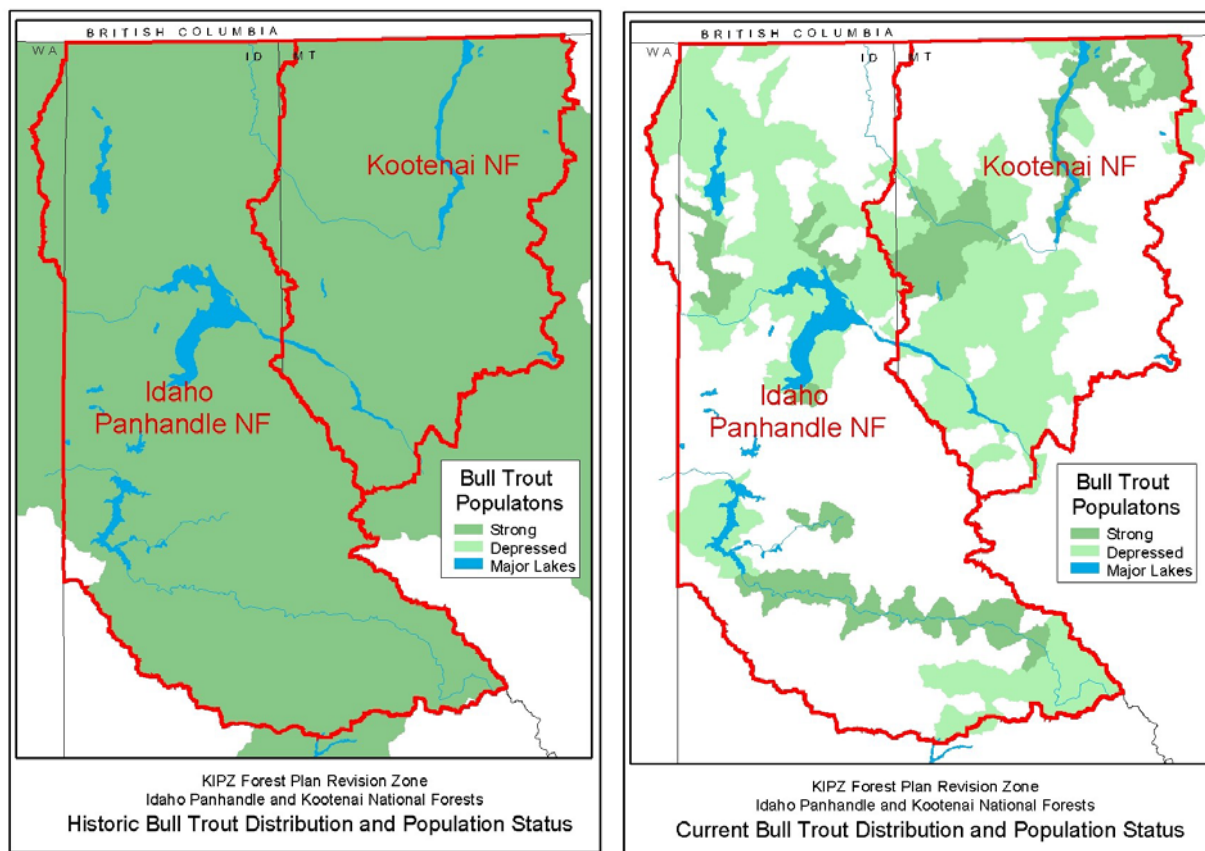 BRITISH COLUMBIA
WA
ID
MT
Kootenai NF
Idaho
Panhandle NF
Bull Trout
Populatons
Strong
Depressed
Major Lakes
KIPZ Forest Plan Revision Zone
Idaho Panhandle and Kootenai National Forests
Historic Bull Trout Distribution and Population Status
BRITISH COLUMBIA
WA
ID
MT
Kootenai NF
Idaho
Panhandle NF
Bull Trout
Populatons
Strong
Depressed
Major Lakes
KIPZ Forest Plan Revision Zone
Idaho Panhandle and Kootenai National Forests
Current Bull Trout Distribution and Population Status